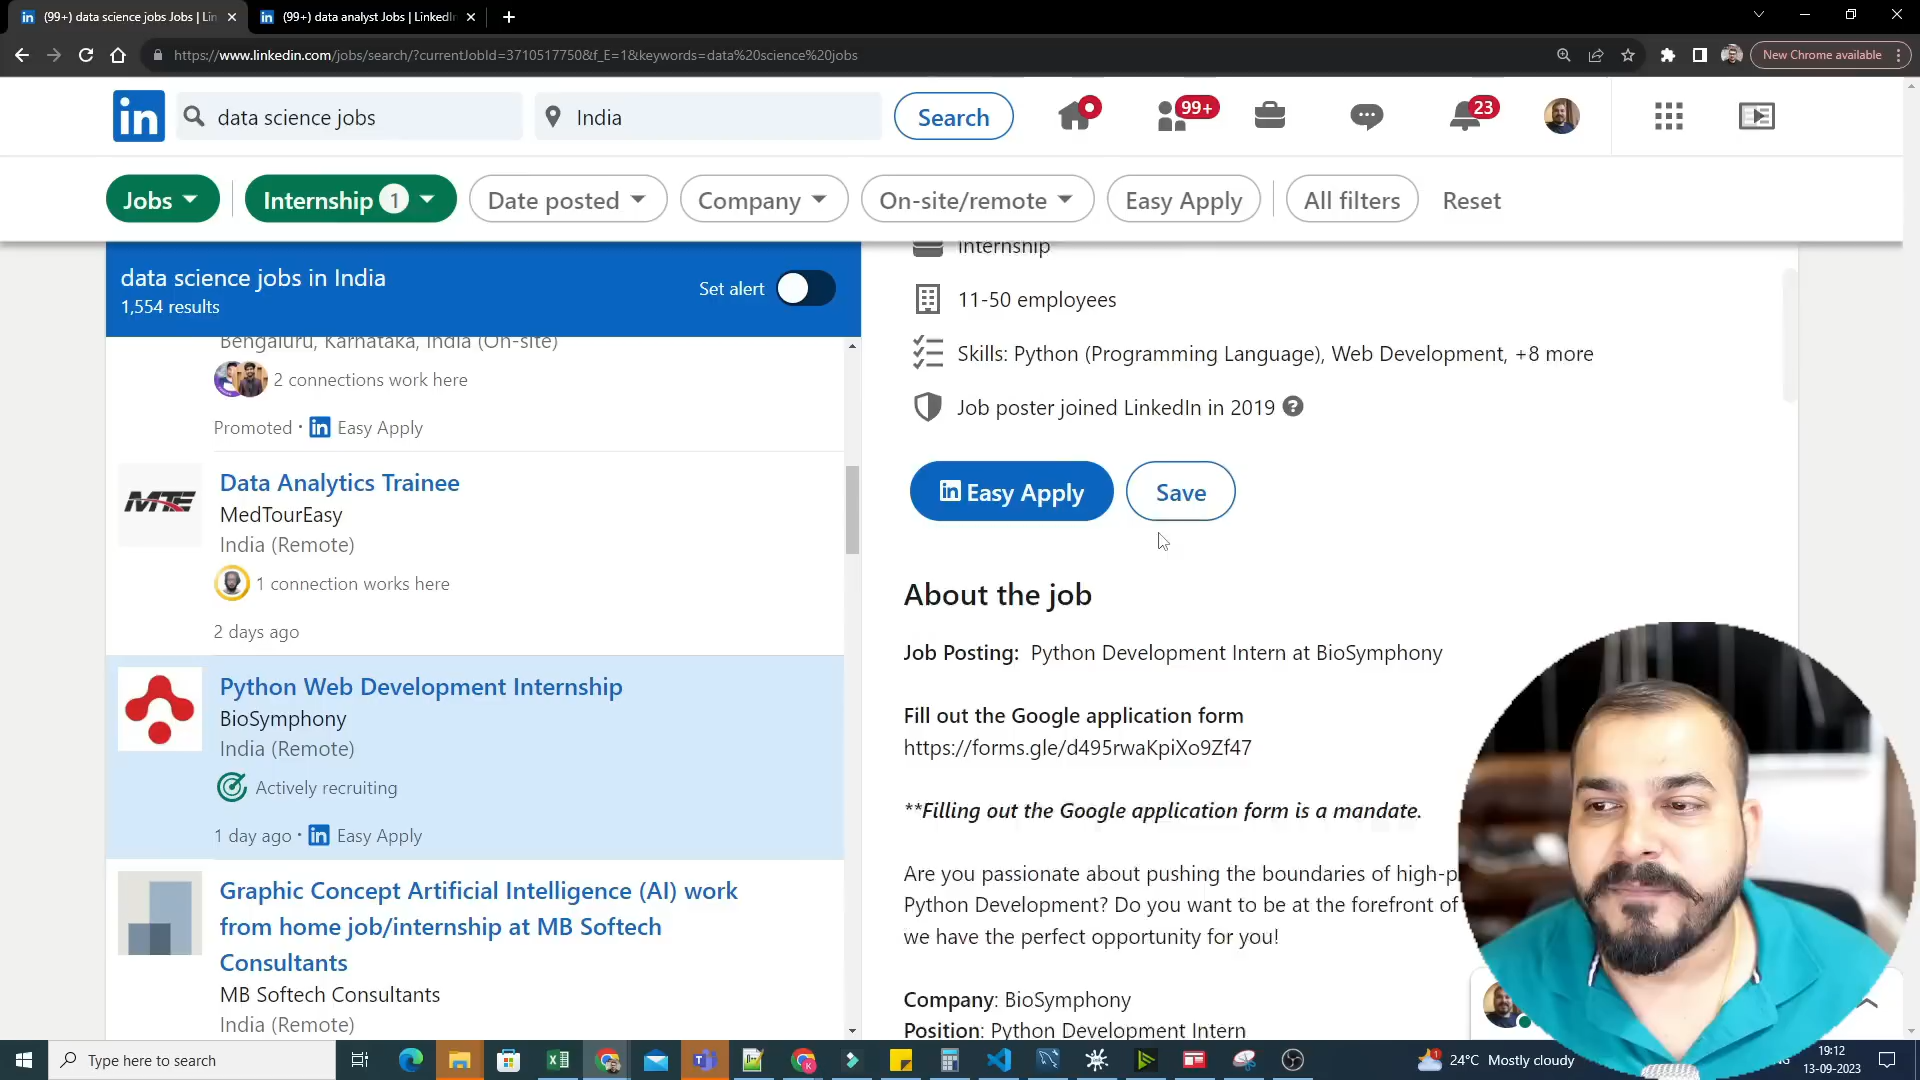 (99+) data science jobs Jobs | Lin
(99+) data analyst Jobs | LinkedIn
https://www.linkedin.com/jobs/search/?currentJobId=3710517750&f_E=1&keywords=data%20science%20jobs
New Chrome available
in
data science jobs
India
Search
99+
23
Jobs
Internship 1
Date posted
Company
On-site/remote
Easy Apply
All filters
Reset
data science jobs in India
1,554 results
Set alert
Bengaluru, Karnataka, India (On-site)
2 connections work here
Promoted · in Easy Apply
MTE
Data Analytics Trainee
MedTourEasy
India (Remote)
1 connection works here
2 days ago
Python Web Development Internship
BioSymphony
India (Remote)
Actively recruiting
1 day ago · in Easy Apply
Graphic Concept Artificial Intelligence (AI) work
from home job/internship at MB Softech
Consultants
MB Softech Consultants
India (Remote)
Internship
11-50 employees
Skills: Python (Programming Language), Web Development, +8 more
Job poster joined LinkedIn in 2019
in Easy Apply
Save
About the job
Job Posting: Python Development Intern at BioSymphony
Fill out the Google application form
https://forms.gle/d495rwaKpiXo9Zf47
**Filling out the Google application form is a mandate.
Are you passionate about pushing the boundaries of high-p
Python Development? Do you want to be at the forefront of
we have the perfect opportunity for you!
Company: BioSymphony
Position: Python Development Intern
Type here to search
24°C Mostly cloudy
19:12
13-09-2023